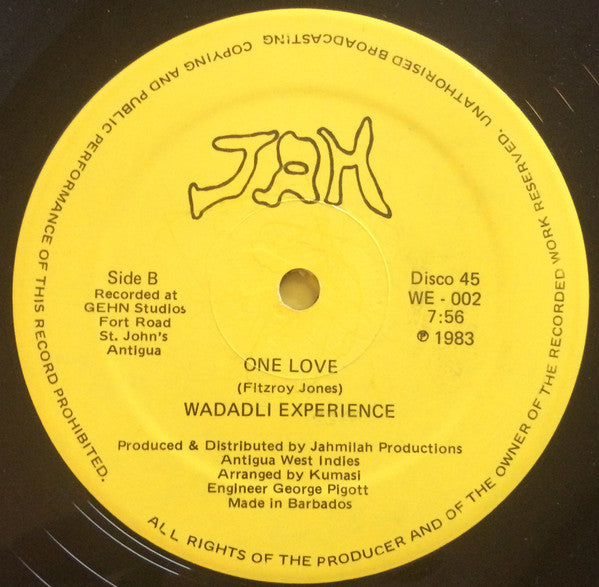 JAH
Side B
Recorded at
GEHN Studios
Fort Road
St. John's
Antigua
Disco 45
WE - 002
7:56
℗ 1983
ONE LOVE
(Fitzroy Jones)
WADADLI EXPERIENCE
Produced & Distributed by Jahmilah Productions
Antigua West Indies
Arranged by Kumasi
Engineer George Pigott
Made in Barbados
ALL RIGHTS OF THE PRODUCER AND OF THE OWNER OF THE RECORDED WORK RESERVED. UNATHORISED BROADCASTING COPYING AND PUBLIC PERFORMANCE OF THIS RECORD PROHIBITED.